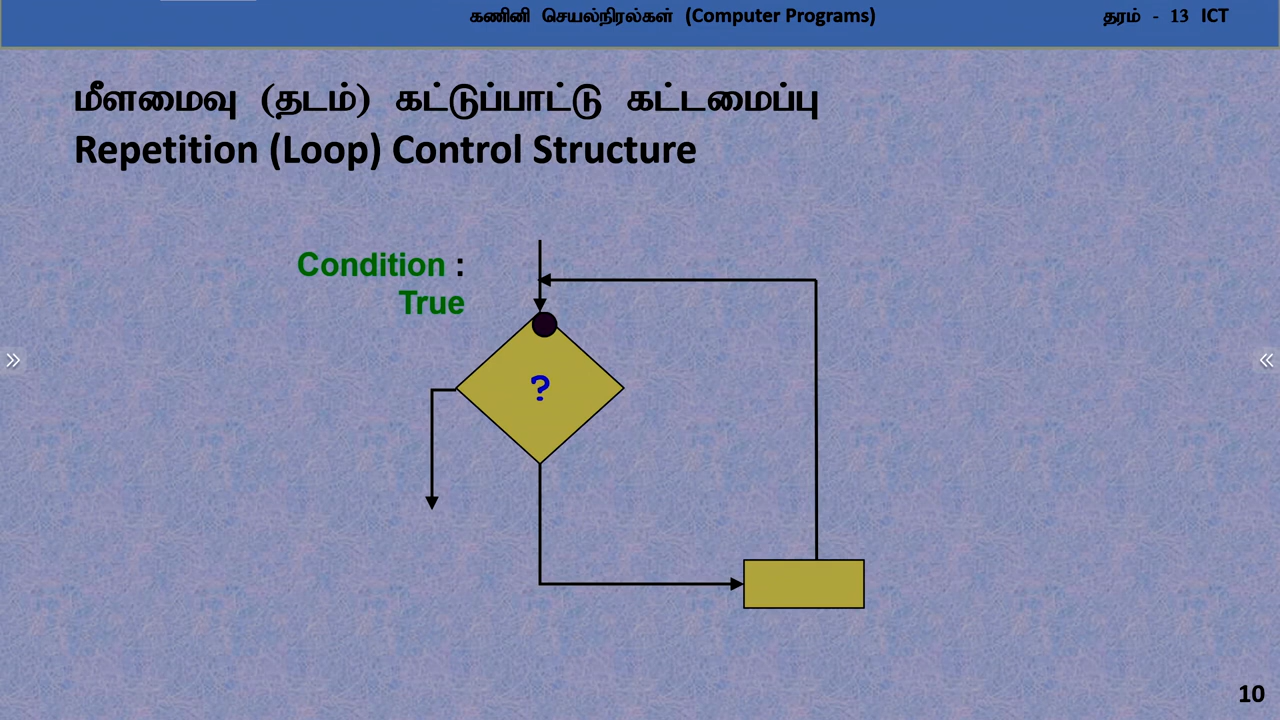 கணினி செயல்நிரல்கள் (Computer Programs)
தரம் - 13 ICT
மீளமைவு (தடம்) கட்டுப்பாட்டு கட்டமைப்பு
Repetition (Loop) Control Structure
Condition :
True
?
10